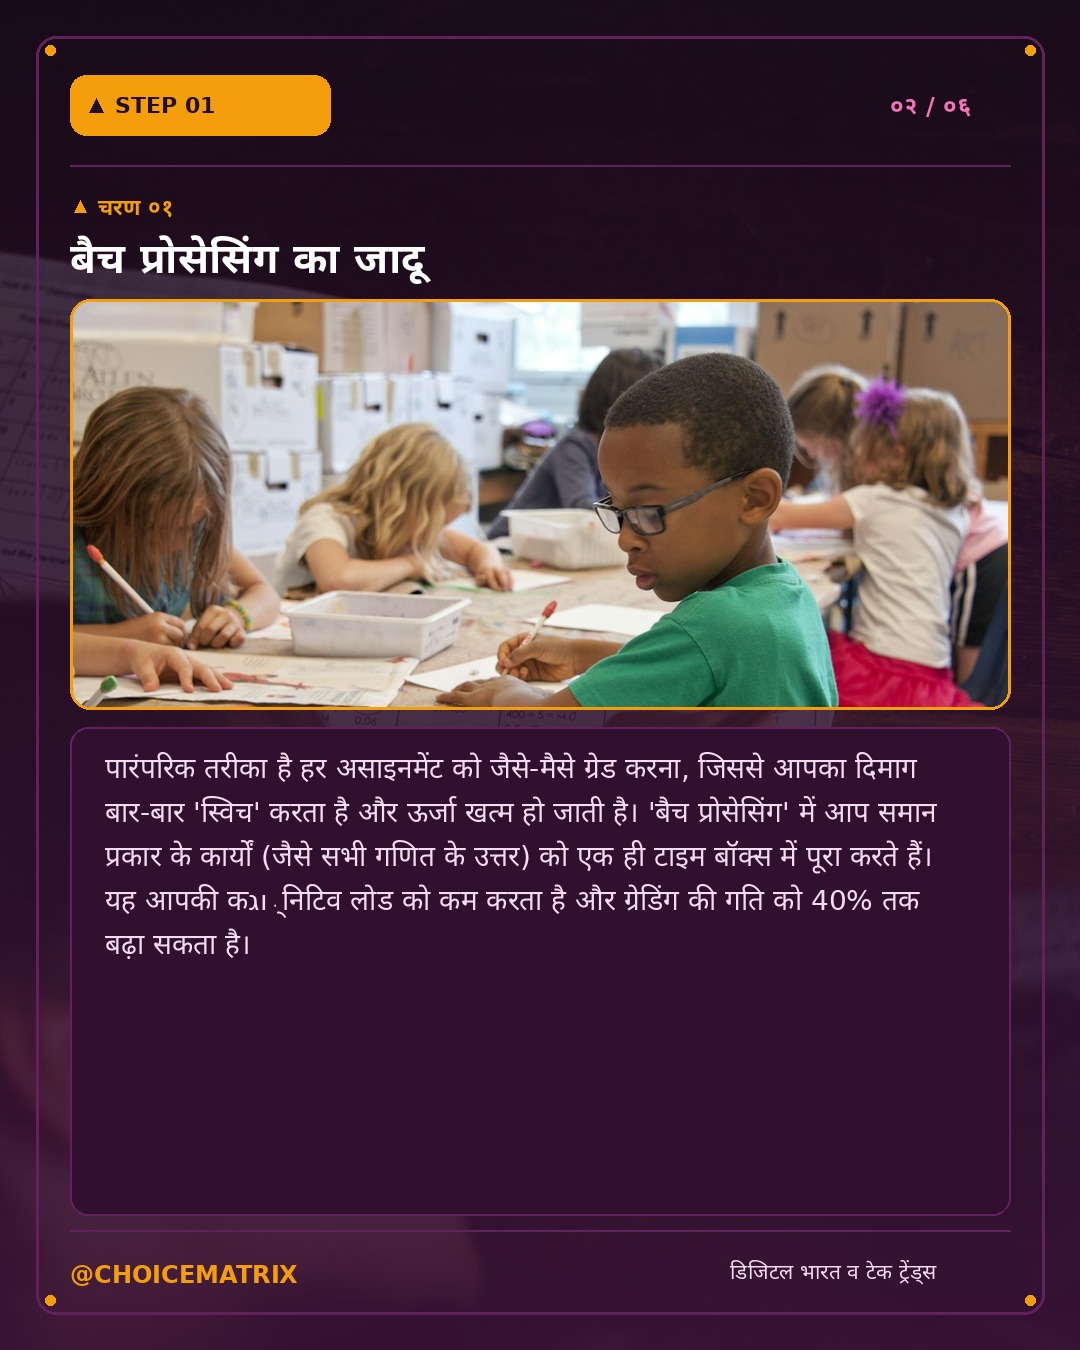 ▲ STEP 01
०२ / ०६
▲ चरण ०१
बैच प्रोसेसिंग का जादू
पारंपरिक तरीका है हर असाइनमेंट को जैसे-मैसे ग्रेड करना, जिससे आपका दिमाग
बार-बार 'स्विच' करता है और ऊर्जा खत्म हो जाती है। 'बैच प्रोसेसिंग' में आप समान
प्रकार के कार्यों (जैसे सभी गणित के उत्तर) को एक ही टाइम बॉक्स में पूरा करते हैं।
यह आपकी लोड को कम करता है और ग्रेडिंग की गति को 40% तक
बढ़ा सकता है।
@CHOICEMATRIX
डिजिटल भारत व टेक ट्रेंड्स